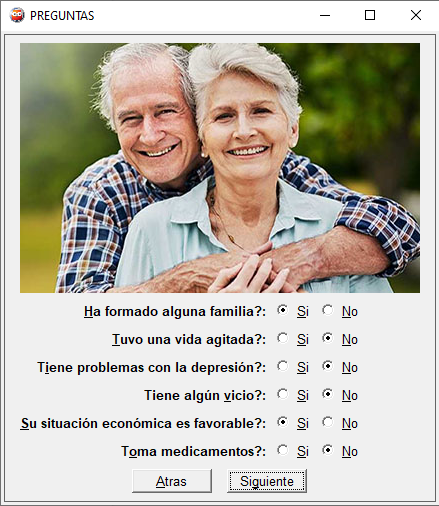 PREGUNTAS
Ha formado alguna familia?: Si No
Tuvo una vida agitada?: Si No
Tiene problemas con la depresión?: Si No
Tiene algún vicio?: Si No
Su situación económica es favorable?: Si No
Toma medicamentos?: Si No
Atras Siguiente